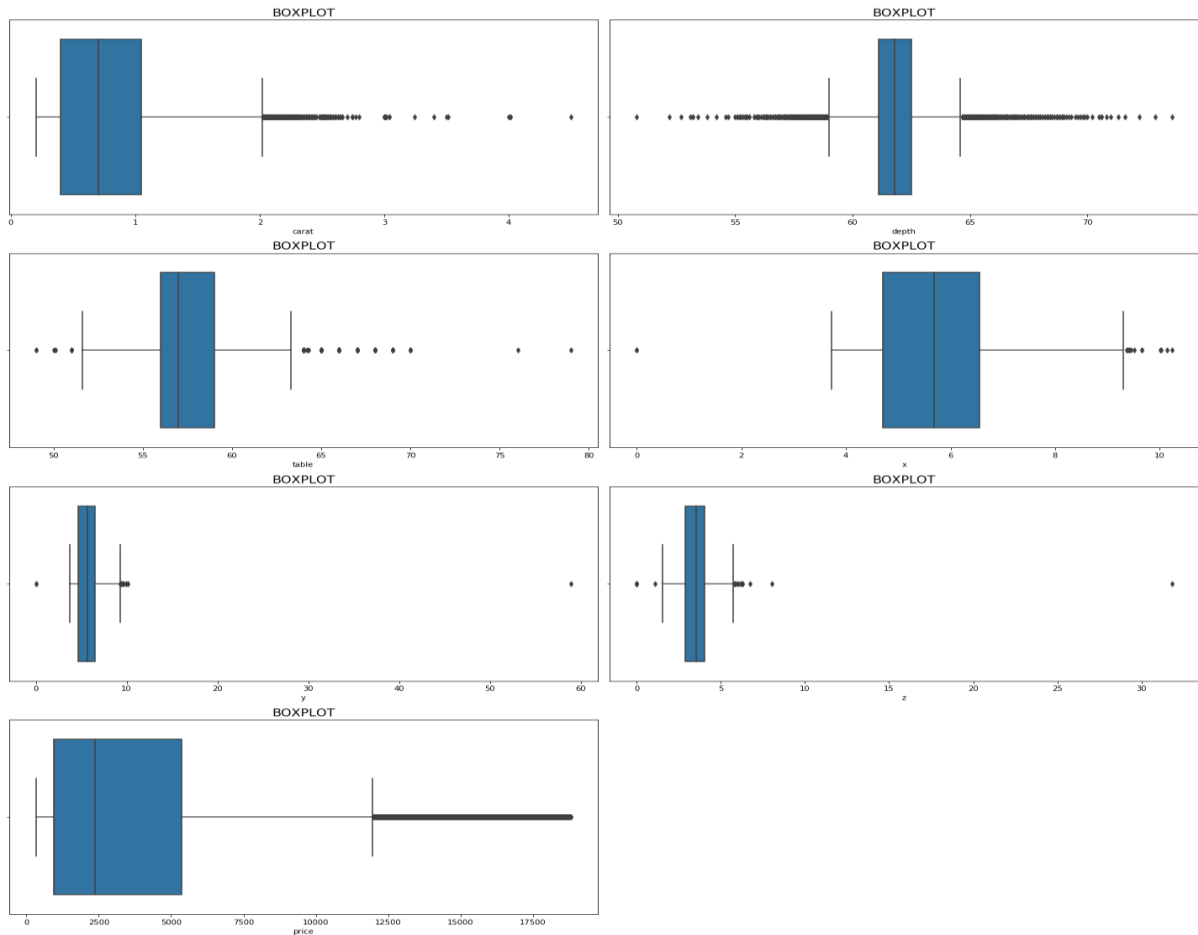 BOXPLOT
0 1 2 3 4
carat
BOXPLOT
50 55 60 65 70
depth
BOXPLOT
50 55 60 65 70 75 80
table
BOXPLOT
0 2 4 6 8 10
x
BOXPLOT
0 10 20 30 40 50 60
y
BOXPLOT
0 5 10 15 20 25 30
z
BOXPLOT
0 2500 5000 7500 10000 12500 15000 17500
price